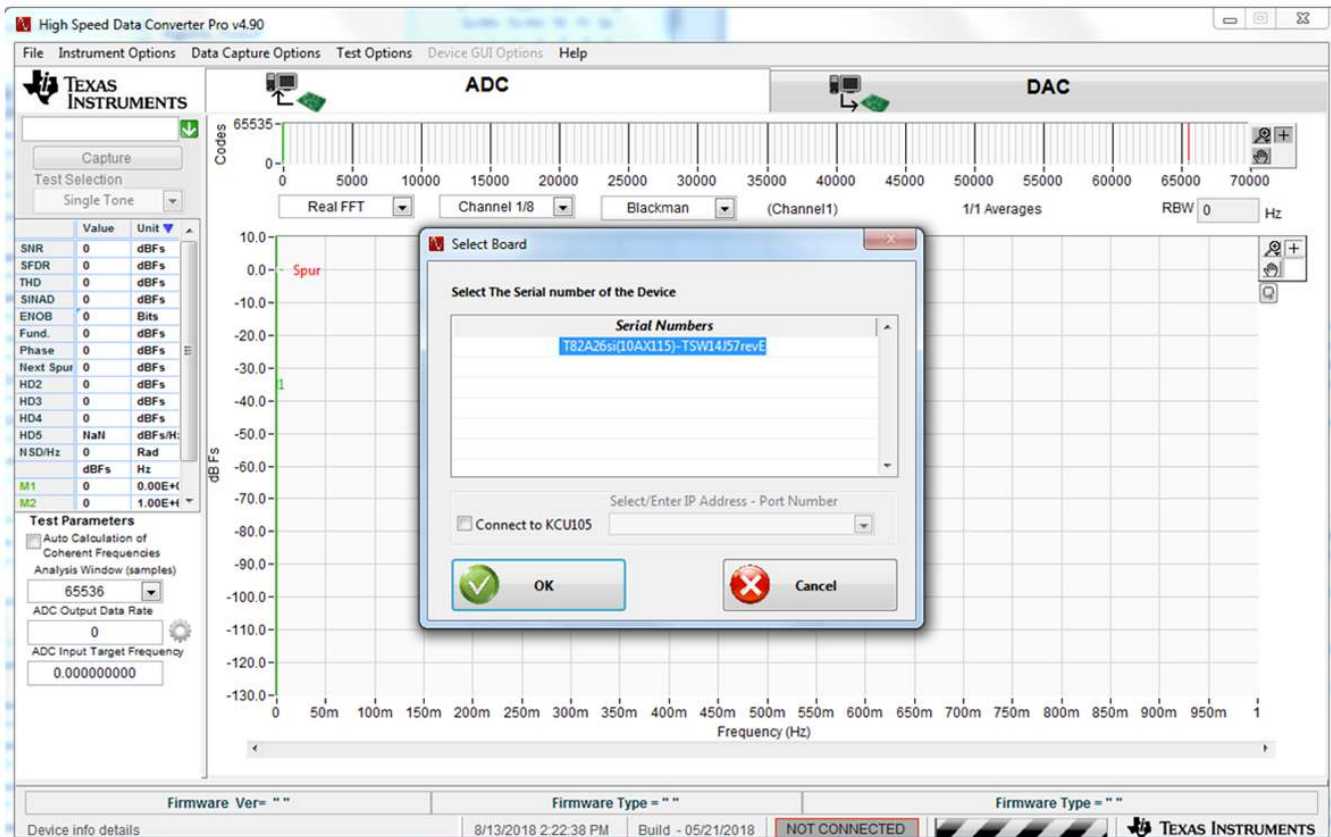 High Speed Data Converter Pro v4.90
File Instrument Options Data Capture Options Test Options Device GUI Options Help
TEXAS INSTRUMENTS
ADC
DAC
Capture
Test Selection
Single Tone
Value Unit
SNR 0 dBFs
SFDR 0 dBFs
THD 0 dBFs
SINAD 0 dBFs
ENOB 0 Bits
Fund. 0 dBFs
Phase 0 dBFs
Next Spur 0 dBFs
HD2 0 dBFs
HD3 0 dBFs
HD4 0 dBFs
HD5 NaN dBFs/H:
NSD/Hz 0 Rad
dBFs Hz
M1 0 0.00E+(
M2 0 1.00E+(
Test Parameters
Auto Calculation of
Coherent Frequencies
Analysis Window (samples)
65536
ADC Output Data Rate
0
ADC Input Target Frequency
0.000000000
Codes
65535
0
0 5000 10000 15000 20000 25000 30000 35000 40000 45000 50000 55000 60000 65000 70000
Real FFT Channel 1/8 Blackman (Channel1) 1/1 Averages RBW 0 Hz
10.0
0.0 Spur
-10.0
-20.0
-30.0
1
-40.0
-50.0
-60.0
-70.0
-80.0
-90.0
-100.0
-110.0
-120.0
-130.0
dB Fs
0 50m 100m 150m 200m 250m 300m 350m 400m 450m 500m 550m 600m 650m 700m 750m 800m 850m 900m 950m 1
Frequency (Hz)
Select Board
Select The Serial number of the Device
Serial Numbers
T82A26si(10AX115)-TSW14J57revE
Select/Enter IP Address - Port Number
Connect to KCU105
OK
Cancel
Firmware Ver= " " Firmware Type = " " Firmware Type = " "
Device info details 8/13/2018 2:22:38 PM Build - 05/21/2018 NOT CONNECTED TEXAS INSTRUMENTS